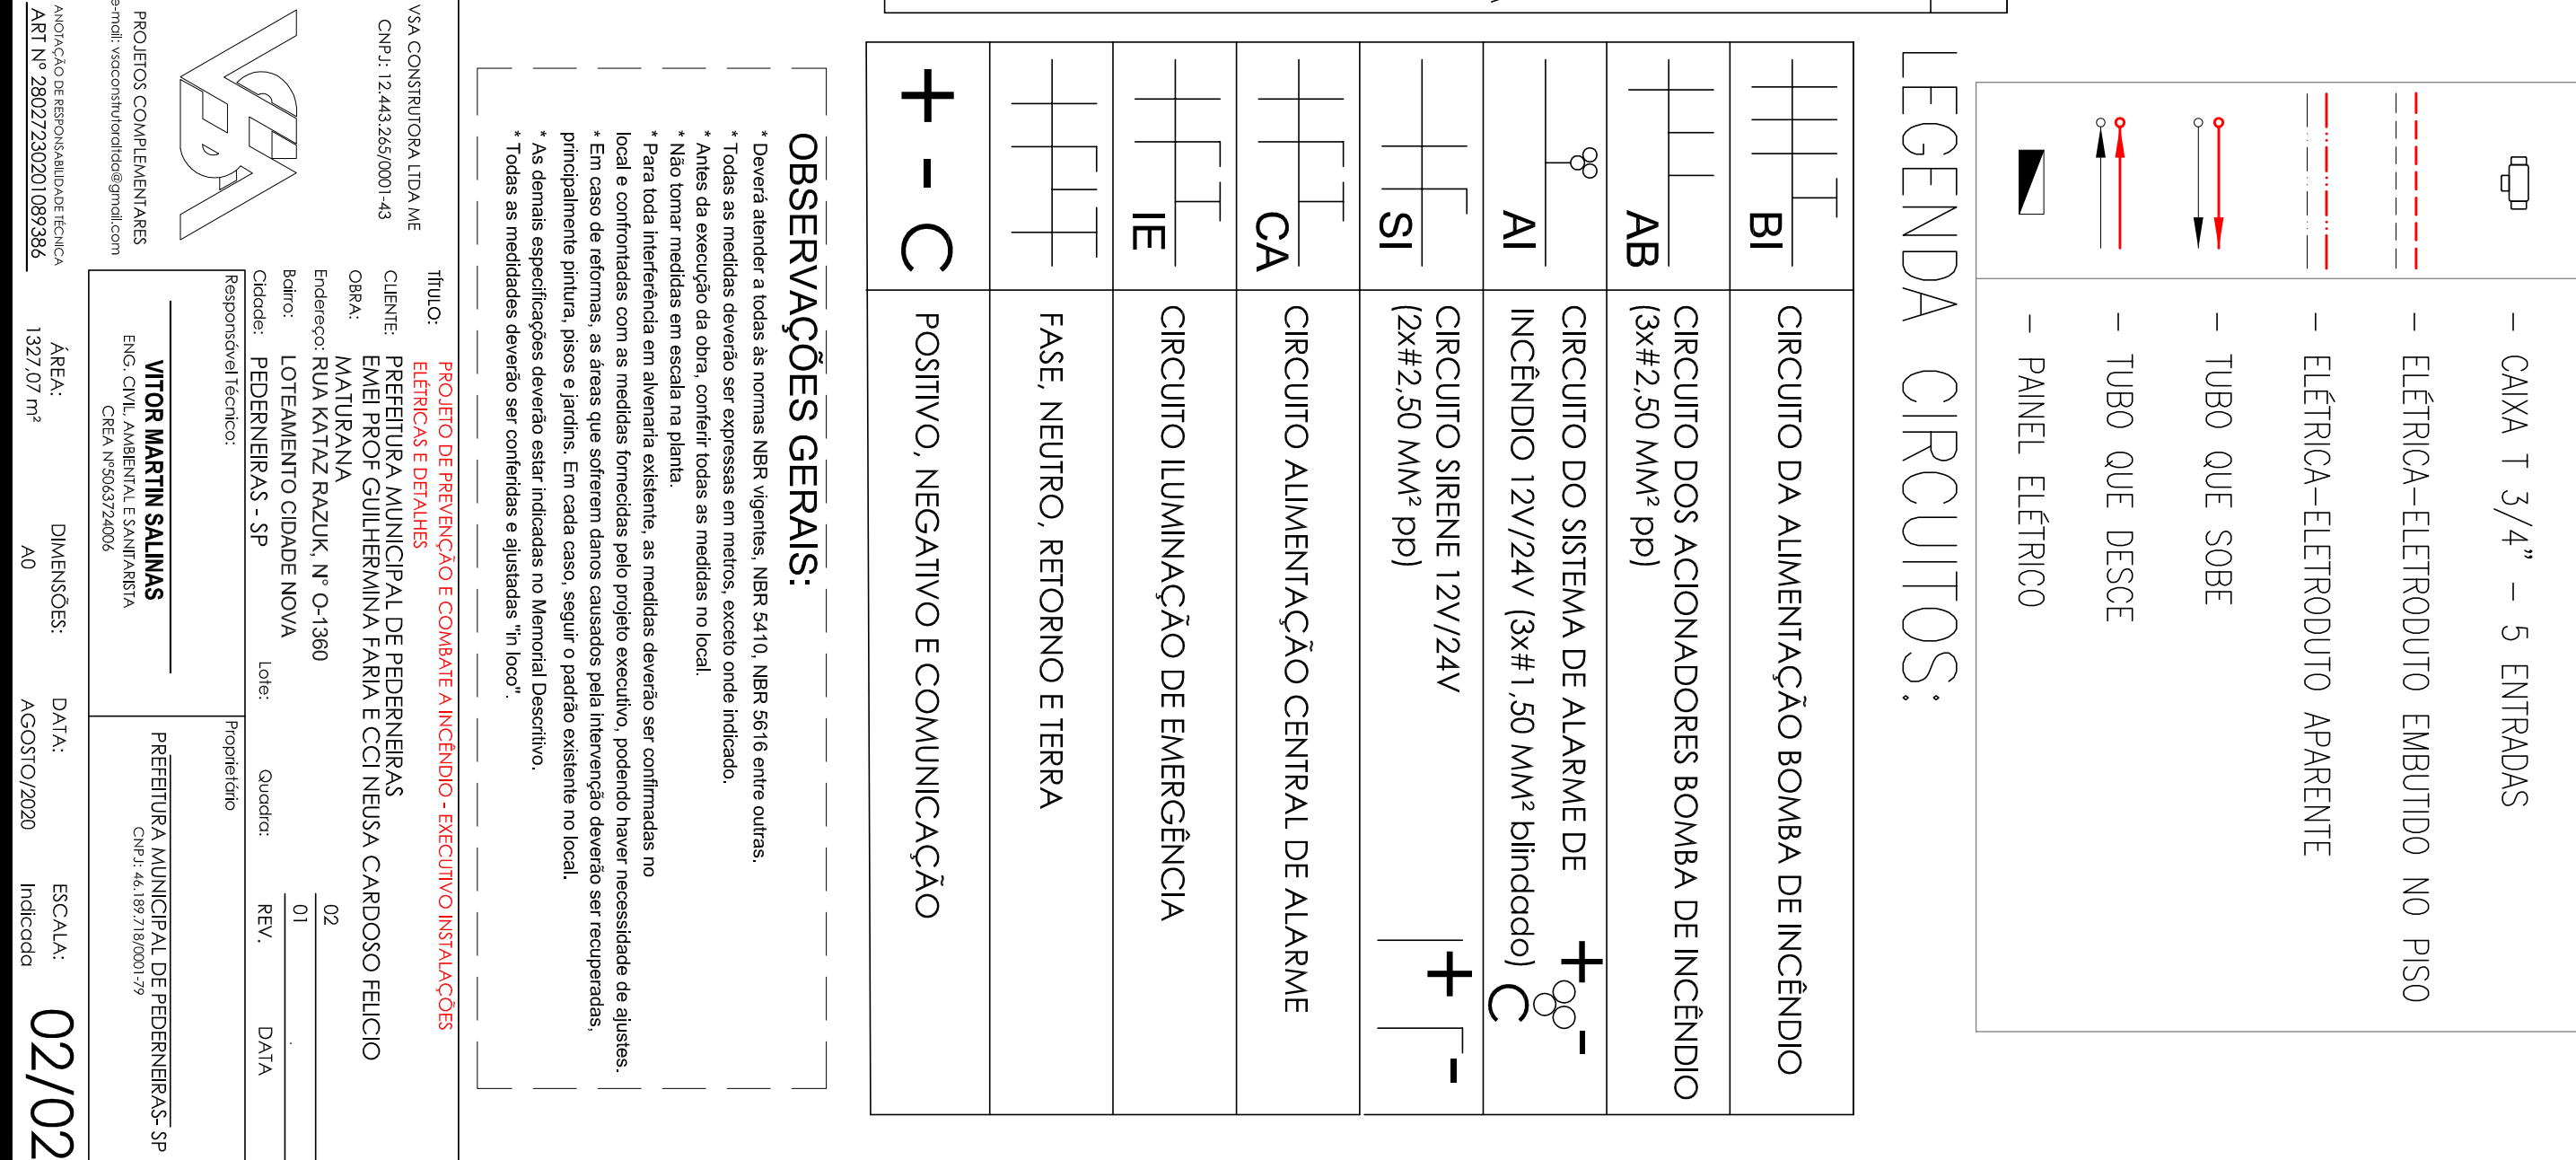 - CAIXA T 3/4" - 5 ENTRADAS
- ELÉTRICA-ELETRODUTO EMBUTIDO NO PISO
- ELÉTRICA-ELETRODUTO APARENTE
- TUBO QUE SOBE
- TUBO QUE DESCE
- PAINEL ELÉTRICO
LEGENDA CIRCUITOS:
BI
CIRCUITO DA ALIMENTAÇÃO BOMBA DE INCÊNDIO
AB
CIRCUITO DOS ACIONADORES BOMBA DE INCÊNDIO
(3x#2,50 MM² pp)
AI
CIRCUITO DO SISTEMA DE ALARME DE
INCÊNDIO 12V/24V (3x#1,50 MM² blindado)
+ -
C
SI
CIRCUITO SIRENE 12V/24V
(2x#2,50 MM² pp)
+ -
CA
CIRCUITO ALIMENTAÇÃO CENTRAL DE ALARME
IE
CIRCUITO ILUMINAÇÃO DE EMERGÊNCIA
FASE, NEUTRO, RETORNO E TERRA
+ - C
POSITIVO, NEGATIVO E COMUNICAÇÃO
OBSERVAÇÕES GERAIS:
* Deverá atender a todas às normas NBR vigentes, NBR 5410, NBR 5616 entre outras.
* Todas as medidas deverão ser expressas em metros, exceto onde indicado.
* Antes da execução da obra, conferir todas as medidas no local.
* Não tomar medidas em escala na planta.
* Para toda interferência em alvenaria existente, as medidas deverão ser confirmadas no
local e confrontadas com as medidas fornecidas pelo projeto executivo, podendo haver necessidade de ajustes.
* Em caso de reformas, as áreas que sofrerem danos causados pela intervenção deverão ser recuperadas,
principalmente pintura, pisos e jardins. Em cada caso, seguir o padrão existente no local.
* As demais especificações deverão estar indicadas no Memorial Descritivo.
* Todas as medidades deverão ser conferidas e ajustadas "in loco".
VSA CONSTRUTORA LTDA ME
CNPJ: 12.443.265/0001-43
PROJETOS COMPLEMENTARES
e-mail: vsaconstrutoraltda@gmail.com
ANOTAÇÃO DE RESPONSABILIDADE TÉCNICA
ART Nº 28027230201089386
TÍTULO:
PROJETO DE PREVENÇÃO E COMBATE A INCÊNDIO - EXECUTIVO INSTALAÇÕES
ELÉTRICAS E DETALHES
CLIENTE: PREFEITURA MUNICIPAL DE PEDERNEIRAS
OBRA: EMEI PROF GUILHERMINA FARIA E CCI NEUSA CARDOSO FELICIO
MATURANA
Endereço: RUA KATAZ RAZUK, Nº O-1360
Bairro: LOTEAMENTO CIDADE NOVA
Cidade: PEDERNEIRAS - SP
Lote:
Quadra:
02
01
.
REV.
DATA
Responsável Técnico:
VITOR MARTIN SALINAS
ENG. CIVIL, AMBIENTAL E SANITARISTA
CREA Nº5063724006
Proprietário
PREFEITURA MUNICIPAL DE PEDERNEIRAS- SP
CNPJ: 46.189.718/0001-79
ÁREA:
1327,07 m²
DIMENSÕES:
A0
DATA:
AGOSTO/2020
ESCALA:
Indicada
02/02